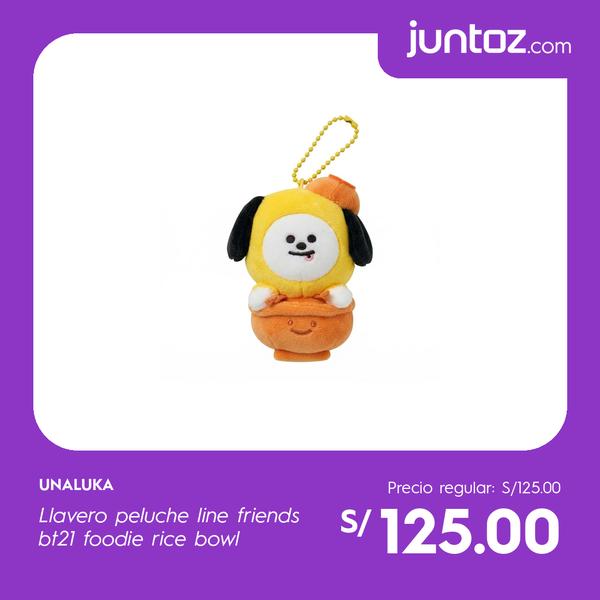 juntoz.com
UNALUKA
Llavero peluche line friends
bt21 foodie rice bowl
Precio regular: S/125.00
S/125.00